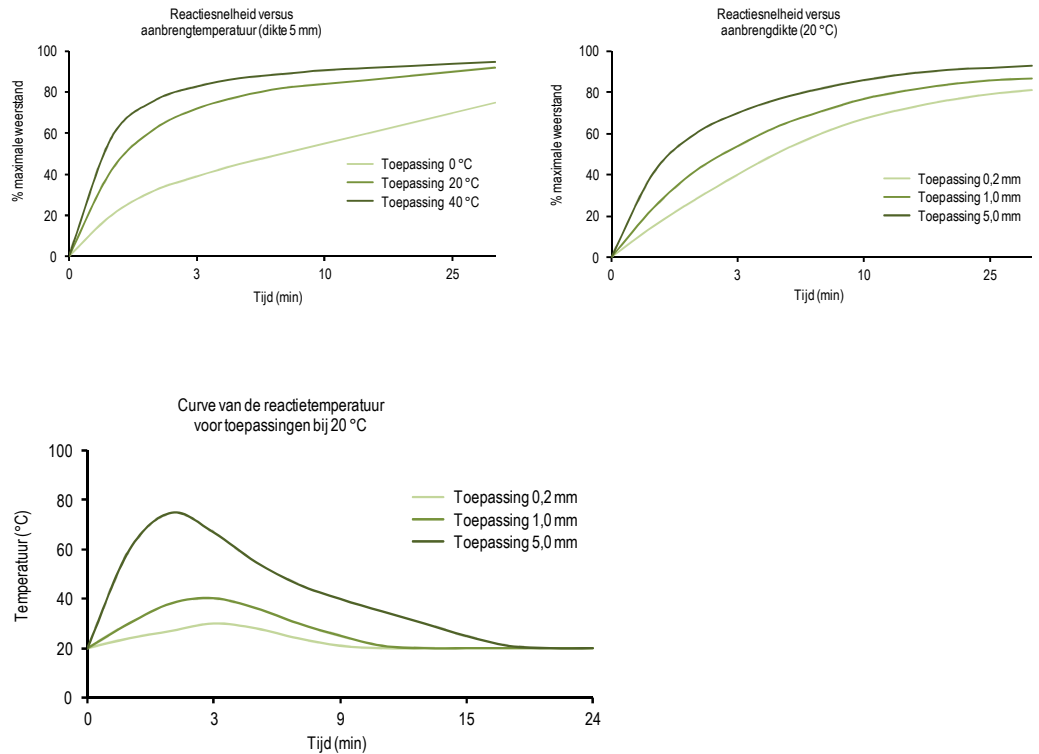 Reactiesnelheid versus
aanbrengtemperatuur (dikte 5 mm)
100
80
60
40
20
0
% maximale weerstand
Toepassing 0 °C
Toepassing 20 °C
Toepassing 40 °C
0 3 10 25
Tijd (min)
Reactiesnelheid versus
aanbrengdikte (20 °C)
100
80
60
40
20
0
% maximale weerstand
Toepassing 0,2 mm
Toepassing 1,0 mm
Toepassing 5,0 mm
0 3 10 25
Tijd (min)
Curve van de reactietemperatuur
voor toepassingen bij 20 °C
100
80
60
40
20
0
Temperatuur (°C)
Toepassing 0,2 mm
Toepassing 1,0 mm
Toepassing 5,0 mm
0 3 9 15 24
Tijd (min)